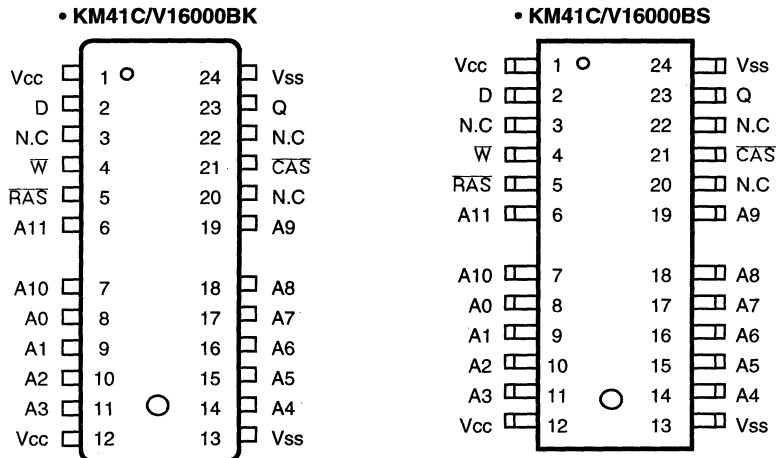 • KM41C/V16000BK
Vcc 1 24 Vss
D 2 23 Q
N.C 3 22 N.C
W̅ 4 21 C̅A̅S̅
R̅A̅S̅ 5 20 N.C
A11 6 19 A9
A10 7 18 A8
A0 8 17 A7
A1 9 16 A6
A2 10 15 A5
A3 11 14 A4
Vcc 12 13 Vss
• KM41C/V16000BS
Vcc 1 24 Vss
D 2 23 Q
N.C 3 22 N.C
W̅ 4 21 C̅A̅S̅
R̅A̅S̅ 5 20 N.C
A11 6 19 A9
A10 7 18 A8
A0 8 17 A7
A1 9 16 A6
A2 10 15 A5
A3 11 14 A4
Vcc 12 13 Vss